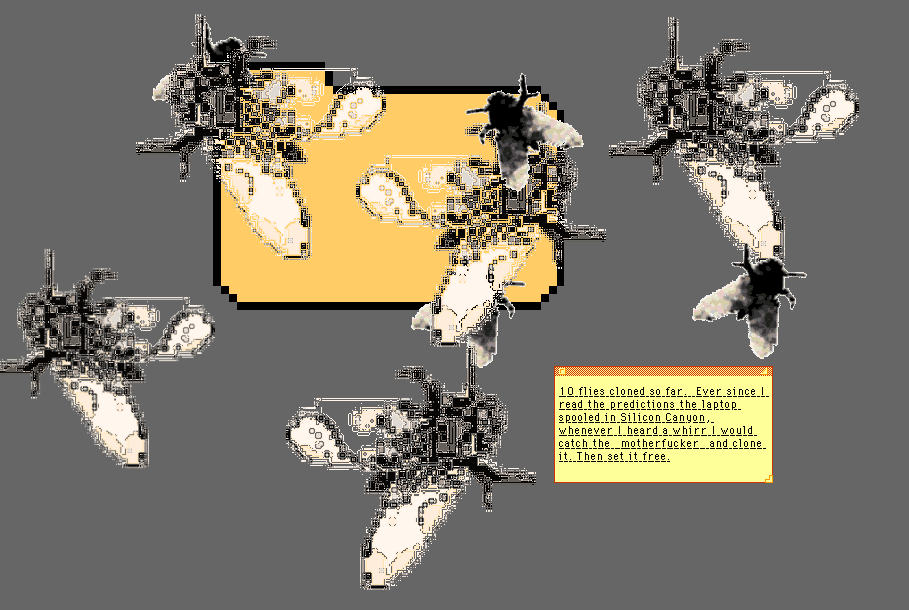 10 flies cloned so far. Ever since I
read the predictions the laptop
spooled in Silicon Canyon,
whenever I heard a whirr I would
catch the motherfucker and clone
it. Then set it free.